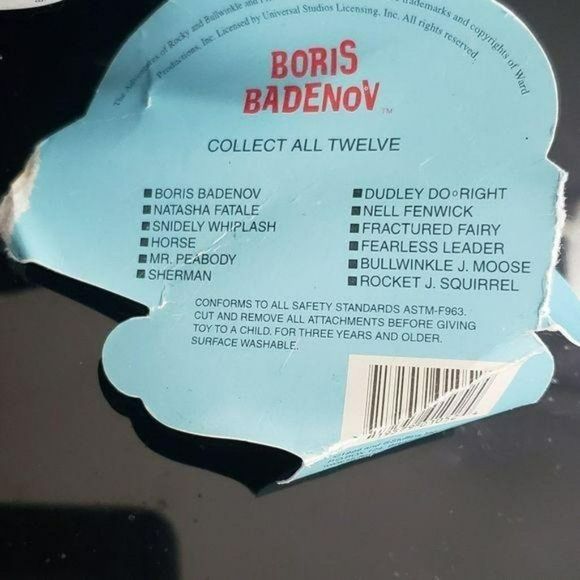 The Adventures of Rocky and Bullwinkle and trademarks and copyrights of Ward
Productions, Inc. Licensed by Universal Studios Licensing, Inc. All rights reserved.
BORIS
BADENOV™
COLLECT ALL TWELVE
BORIS BADENOV
NATASHA FATALE
SNIDELY WHIPLASH
HORSE
MR. PEABODY
SHERMAN
DUDLEY DO·RIGHT
NELL FENWICK
FRACTURED FAIRY
FEARLESS LEADER
BULLWINKLE J. MOOSE
ROCKET J. SQUIRREL
CONFORMS TO ALL SAFETY STANDARDS ASTM-F963.
CUT AND REMOVE ALL ATTACHMENTS BEFORE GIVING
TOY TO A CHILD. FOR THREE YEARS AND OLDER.
SURFACE WASHABLE.